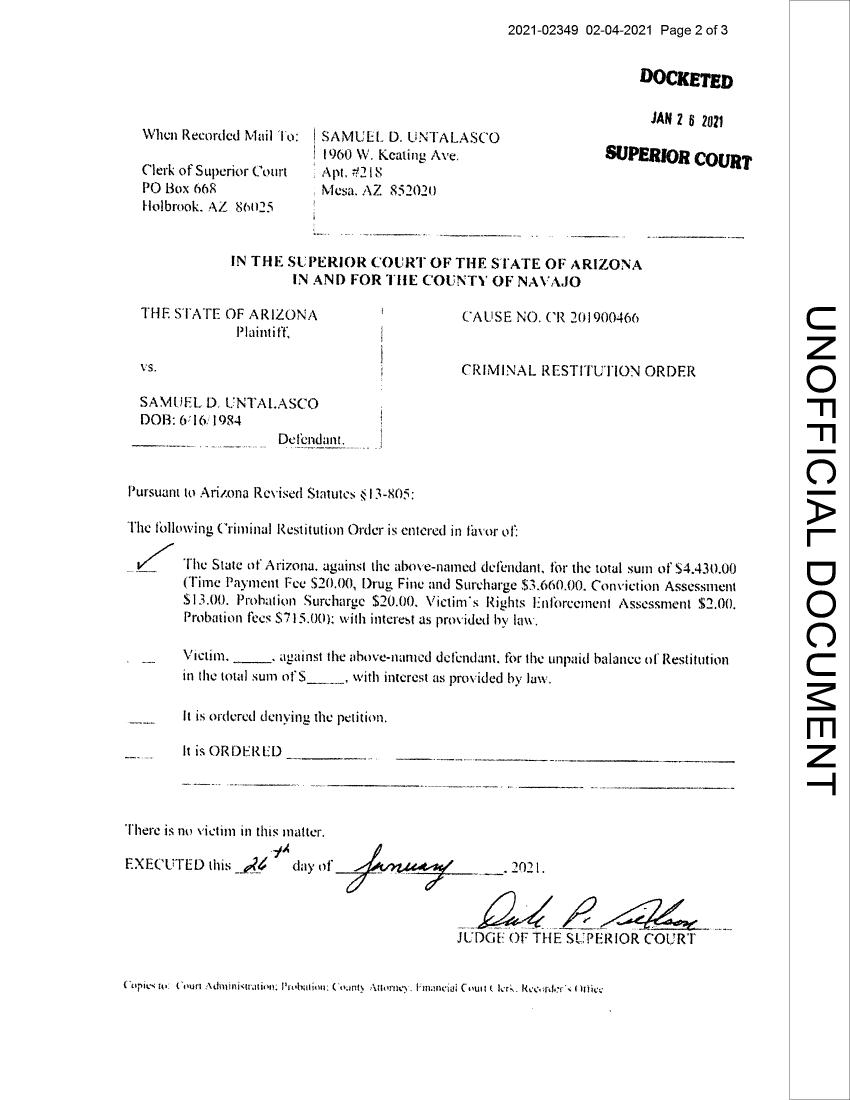 2021-02349 02-04-2021 Page 2 of 3
DOCKETED
JAN 26 2021
SUPERIOR COURT
When Recorded Mail To:
Clerk of Superior Court
PO Box 668
Holbrook, AZ 86025
SAMUEL D. UNTALASCO
1960 W. Keating Ave.
Apt. #218
Mesa, AZ 852020
IN THE SUPERIOR COURT OF THE STATE OF ARIZONA
IN AND FOR THE COUNTY OF NAVAJO
THE STATE OF ARIZONA
Plaintiff,
vs.
SAMUEL D. UNTALASCO
DOB: 6/16/1984
Defendant.
CAUSE NO. CR 201900466
CRIMINAL RESTITUTION ORDER
Pursuant to Arizona Revised Statutes §13-805:
The following Criminal Restitution Order is entered in favor of:
The State of Arizona, against the above-named defendant, for the total sum of $4,430.00
(Time Payment Fee $20.00, Drug Fine and Surcharge $3,660.00, Conviction Assessment
$13.00, Probation Surcharge $20.00, Victim's Rights Enforcement Assessment $2.00,
Probation fees $715.00); with interest as provided by law.
Victim, _____, against the above-named defendant, for the unpaid balance of Restitution
in the total sum of $_____, with interest as provided by law.
It is ordered denying the petition.
It is ORDERED
There is no victim in this matter.
EXECUTED this 26th day of January, 2021.
Dale P. Nielson
JUDGE OF THE SUPERIOR COURT
Copies to: Court Administration; Probation; County Attorney, Financial Court Clerk, Recorder's Office
UNOFFICIAL DOCUMENT